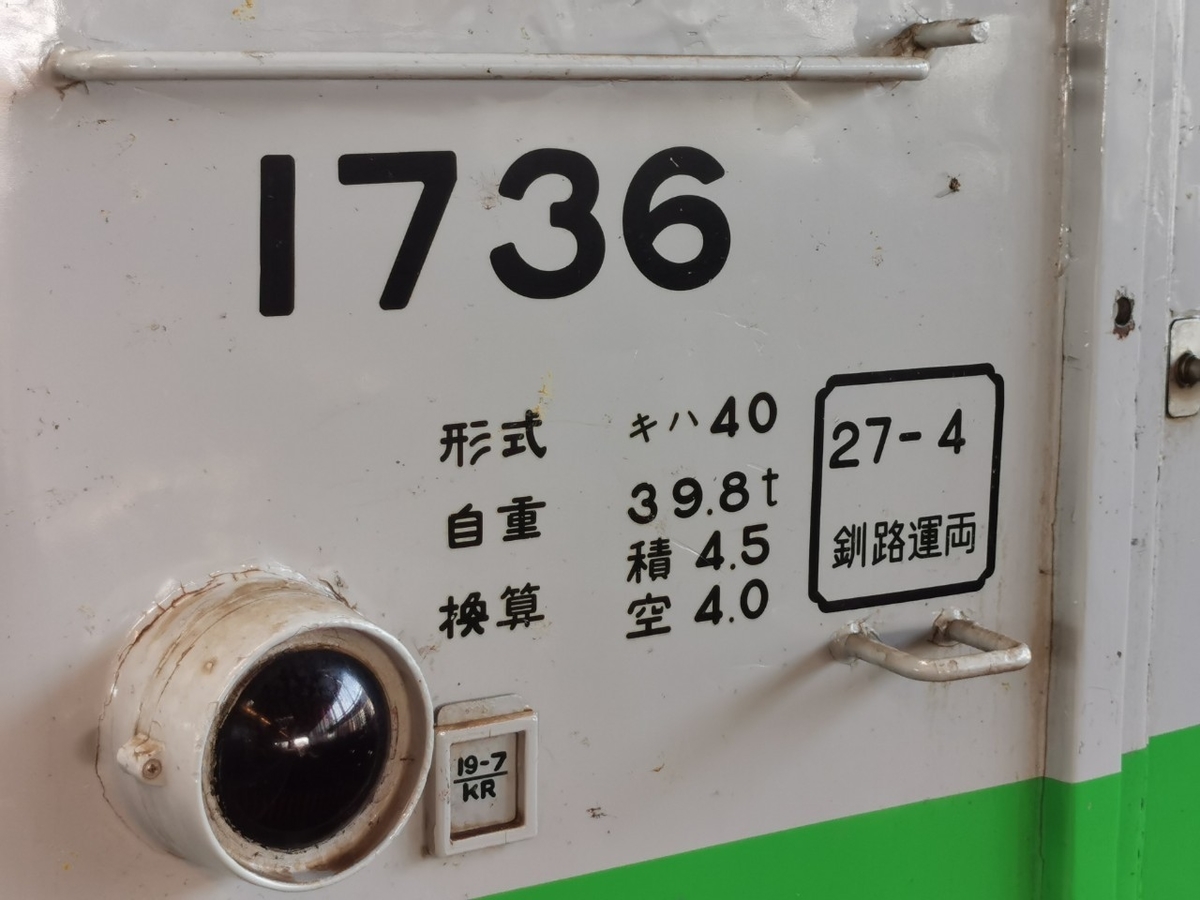 1736
形式 キハ40
自重 39.8t
積 4.5
換算
空 4.0
27-4
釧路運両
19-7
KR